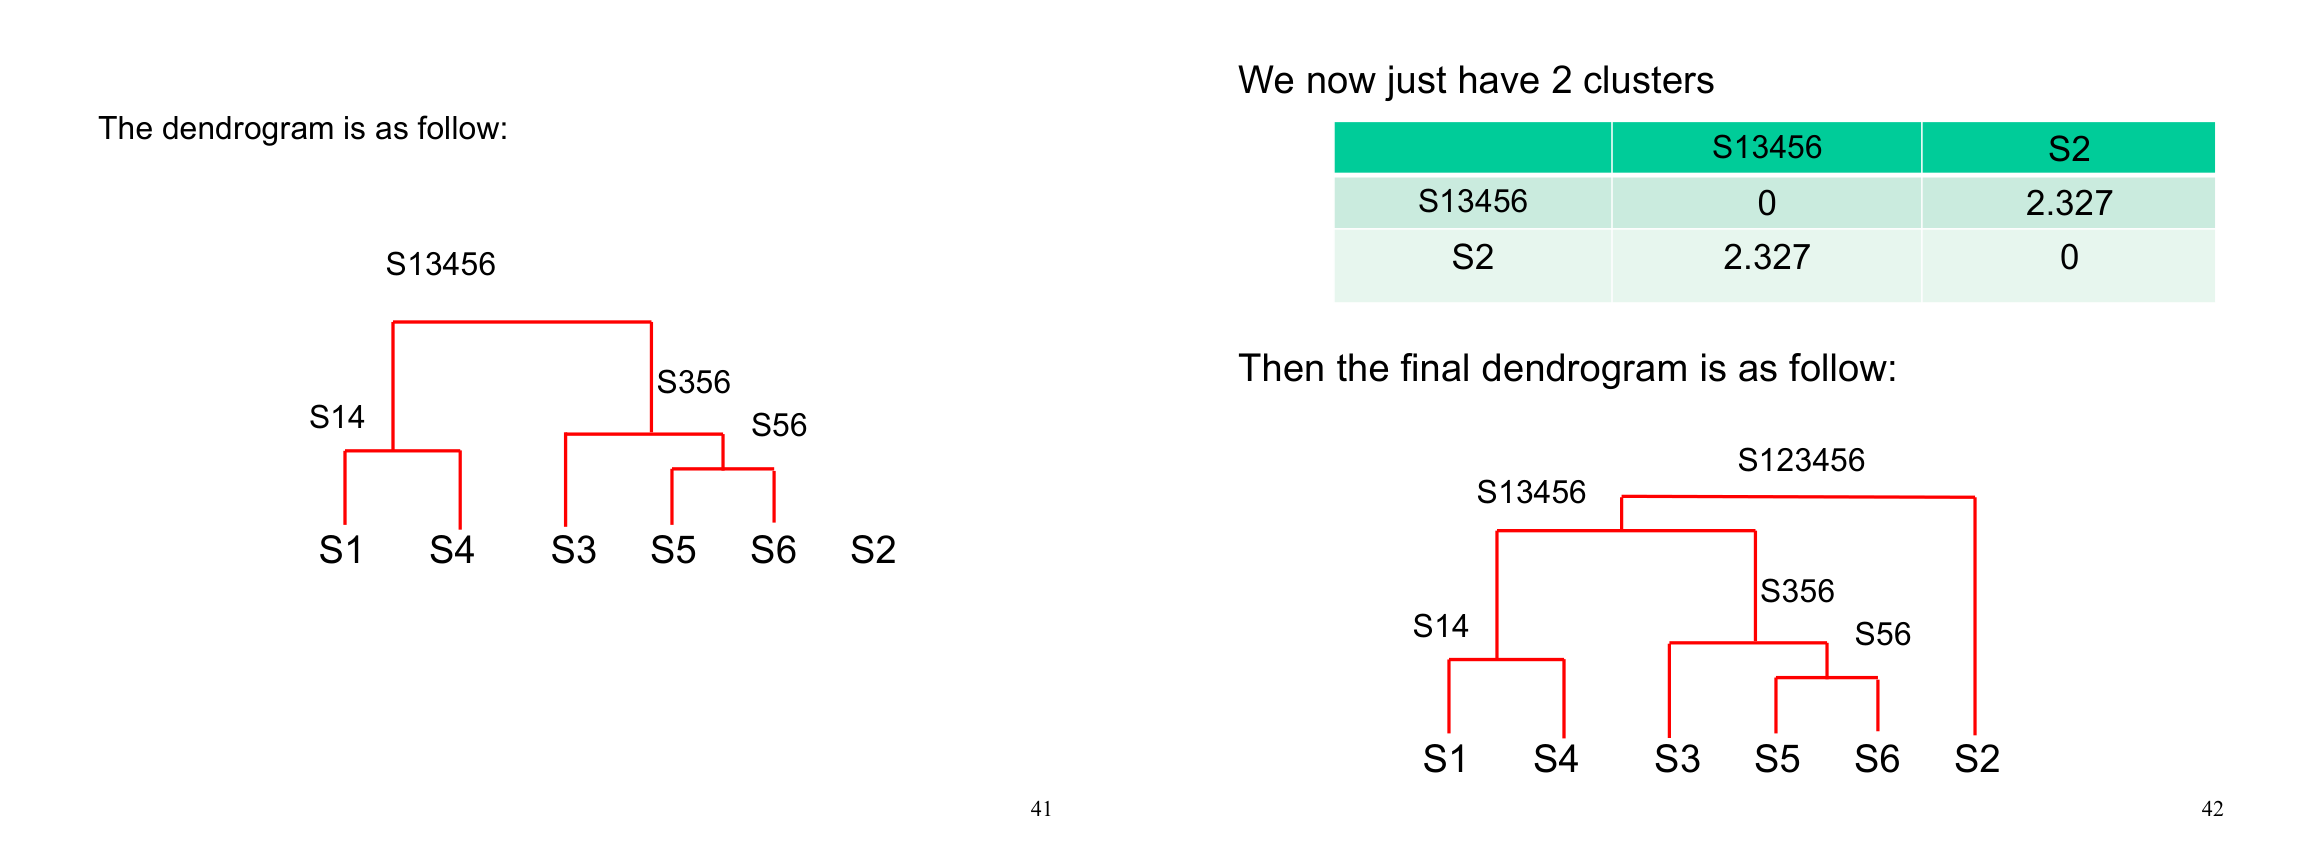 The dendrogram is as follow:
S13456
S356
S14
S56
S1 S4 S3 S5 S6 S2
41
We now just have 2 clusters
S13456 S2
S13456 0 2.327
S2 2.327 0
Then the final dendrogram is as follow:
S123456
S13456
S356
S14
S56
S1 S4 S3 S5 S6 S2
42